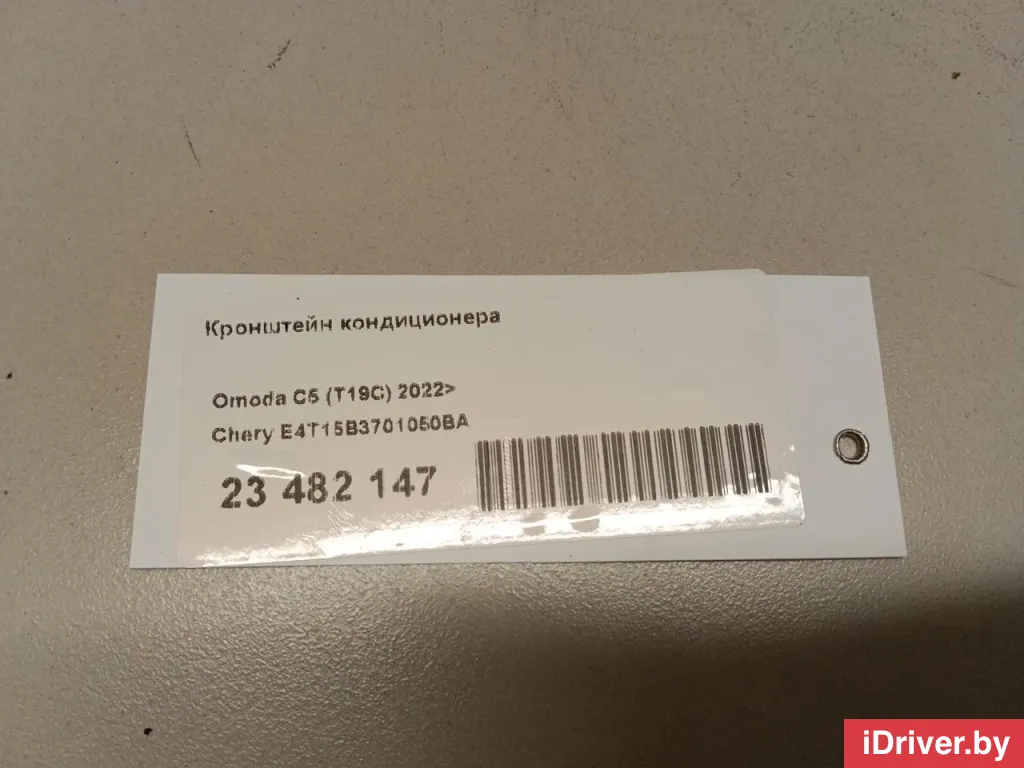 Кронштейн кондиционера
Omoda C5 (T19C) 2022>
Chery E4T15B3701050BA
23 482 147
iDriver.by